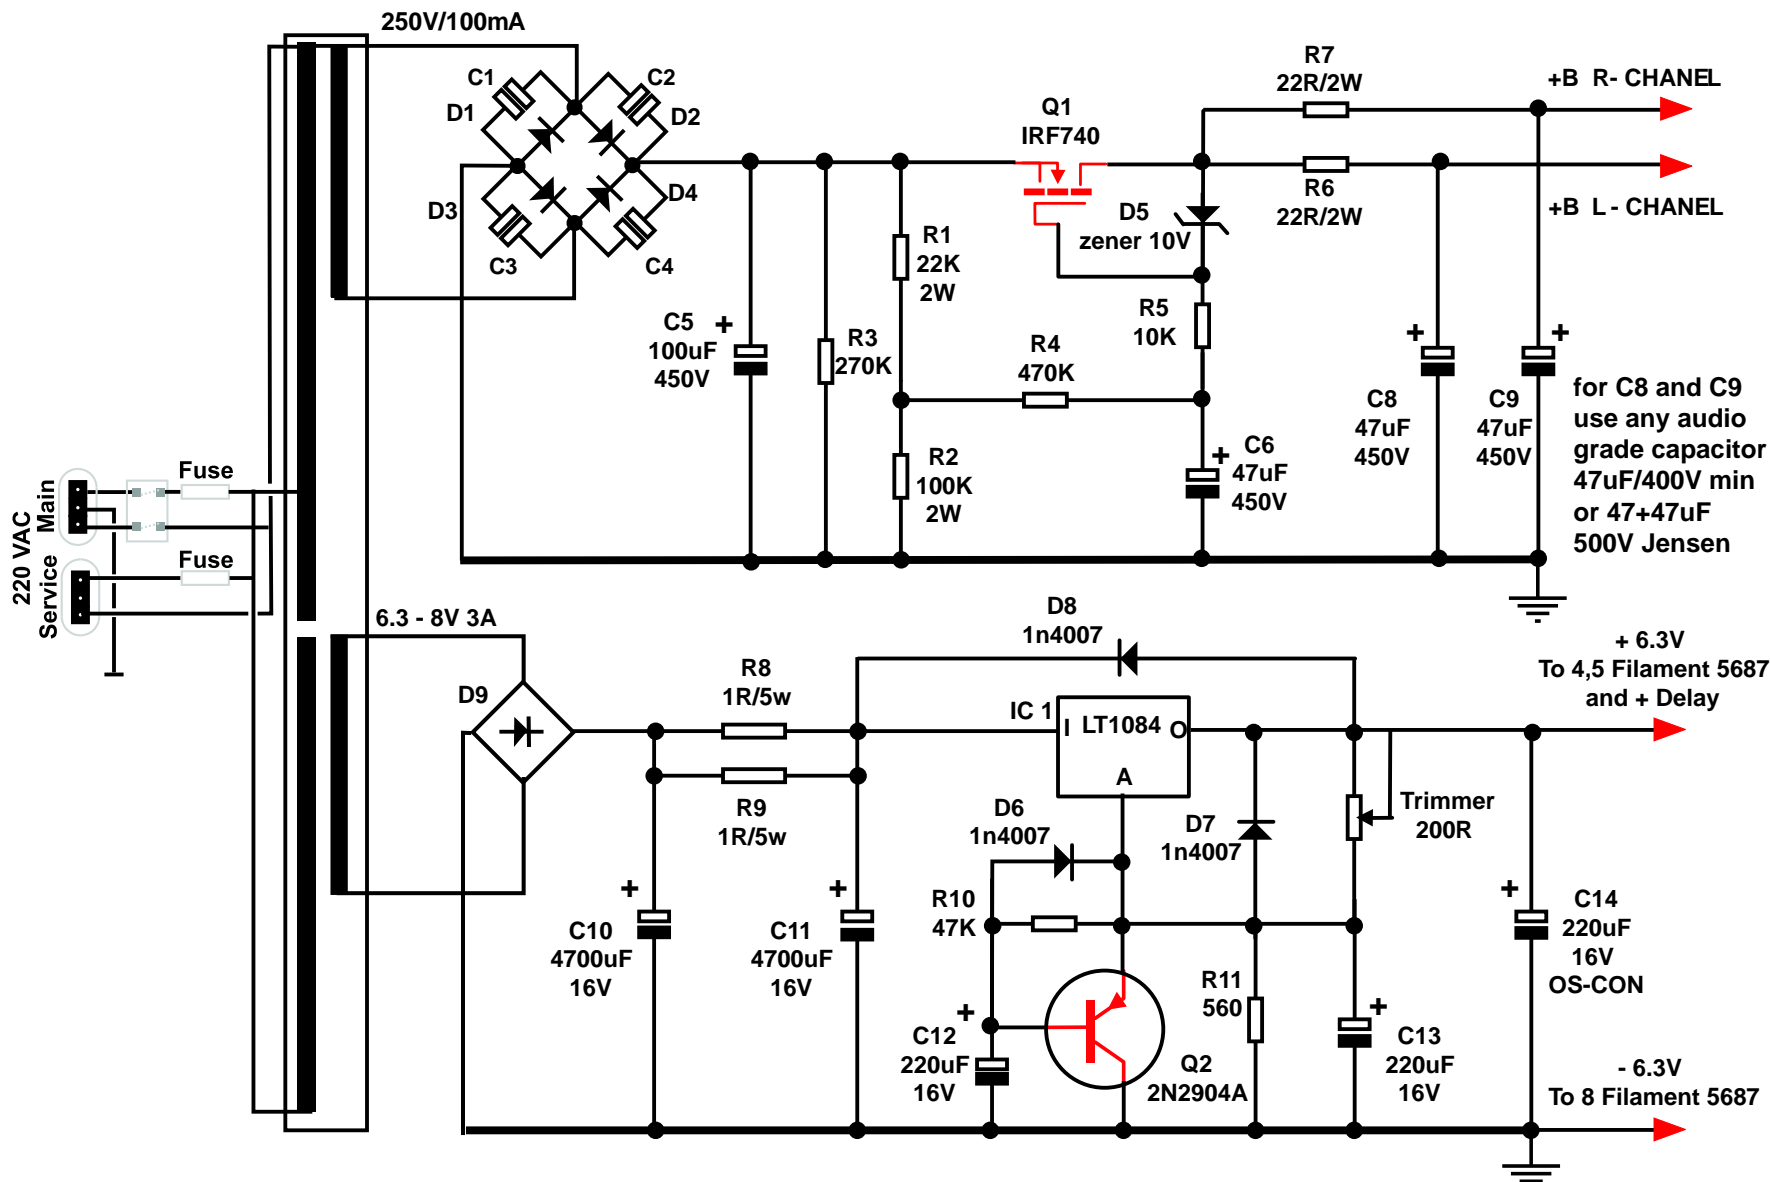 250V/100mA
C1
C2
D1
D2
D3
D4
C3
C4
Q1
IRF740
R7
22R/2W
+B R- CHANEL
R6
22R/2W
+B L - CHANEL
D5
zener 10V
R1
22K
2W
R5
10K
C5
100uF
450V
+
R3
270K
R4
470K
R2
100K
2W
+
C6
47uF
450V
+
C8
47uF
450V
+
C9
47uF
450V
for C8 and C9
use any audio
grade capacitor
47uF/400V min
or 47+47uF
500V Jensen
220 VAC
Main
Service
Fuse
Fuse
6.3 - 8V 3A
D9
R8
1R/5w
R9
1R/5w
D8
1n4007
IC 1
I
LT1084
O
A
+ 6.3V
To 4,5 Filament 5687
and + Delay
D6
1n4007
D7
1n4007
Trimmer
200R
+
C10
4700uF
16V
+
C11
4700uF
16V
R10
47K
+
C12
220uF
16V
Q2
2N2904A
R11
560
+
C13
220uF
16V
+
C14
220uF
16V
OS-CON
- 6.3V
To 8 Filament 5687